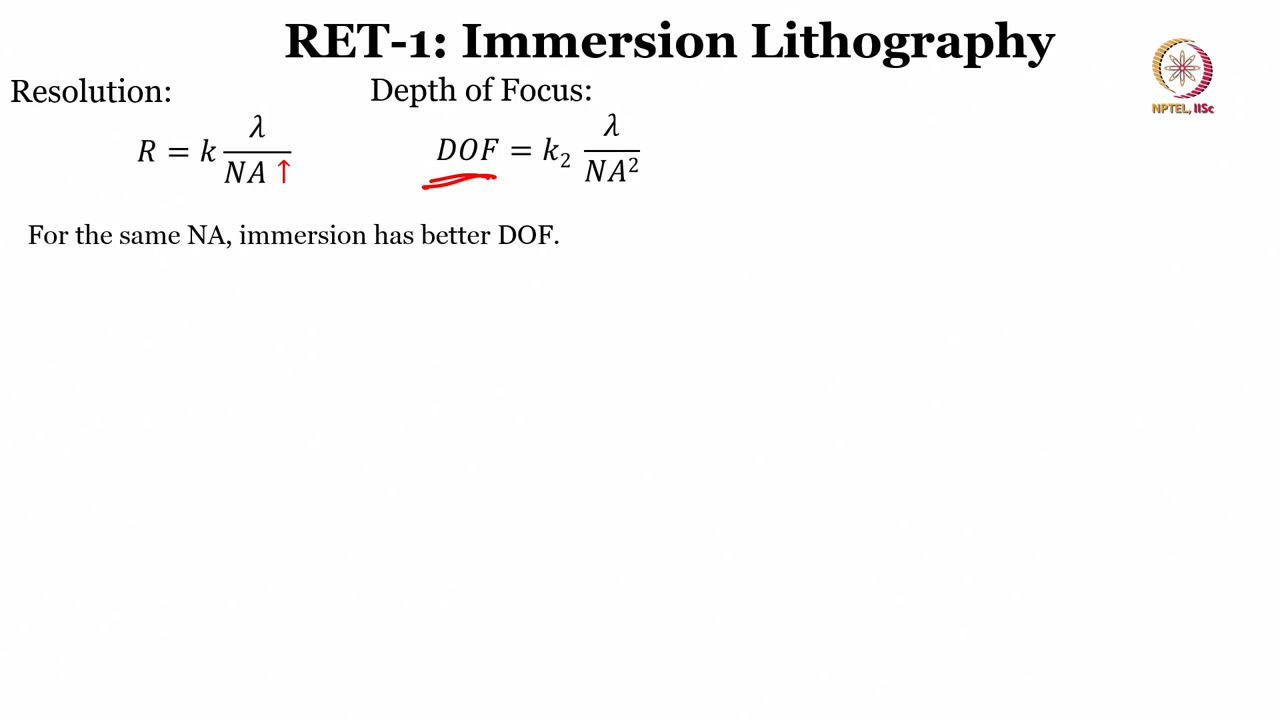 RET-1: Immersion Lithography
NPTEL, IISc
Resolution:
R = k λ / NA ↑
Depth of Focus:
DOF = k₂ λ / NA²
For the same NA, immersion has better DOF.